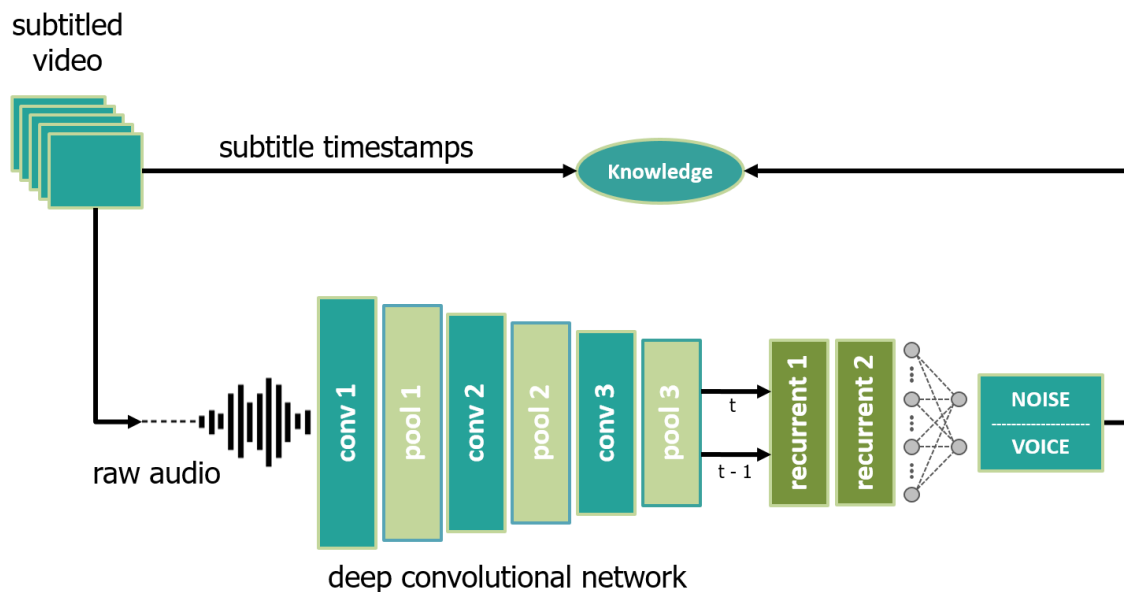 subtitled
video
subtitle timestamps
Knowledge
raw audio
conv 1
pool 1
conv 2
pool 2
conv 3
pool 3
t
t - 1
recurrent 1
recurrent 2
NOISE
VOICE
deep convolutional network